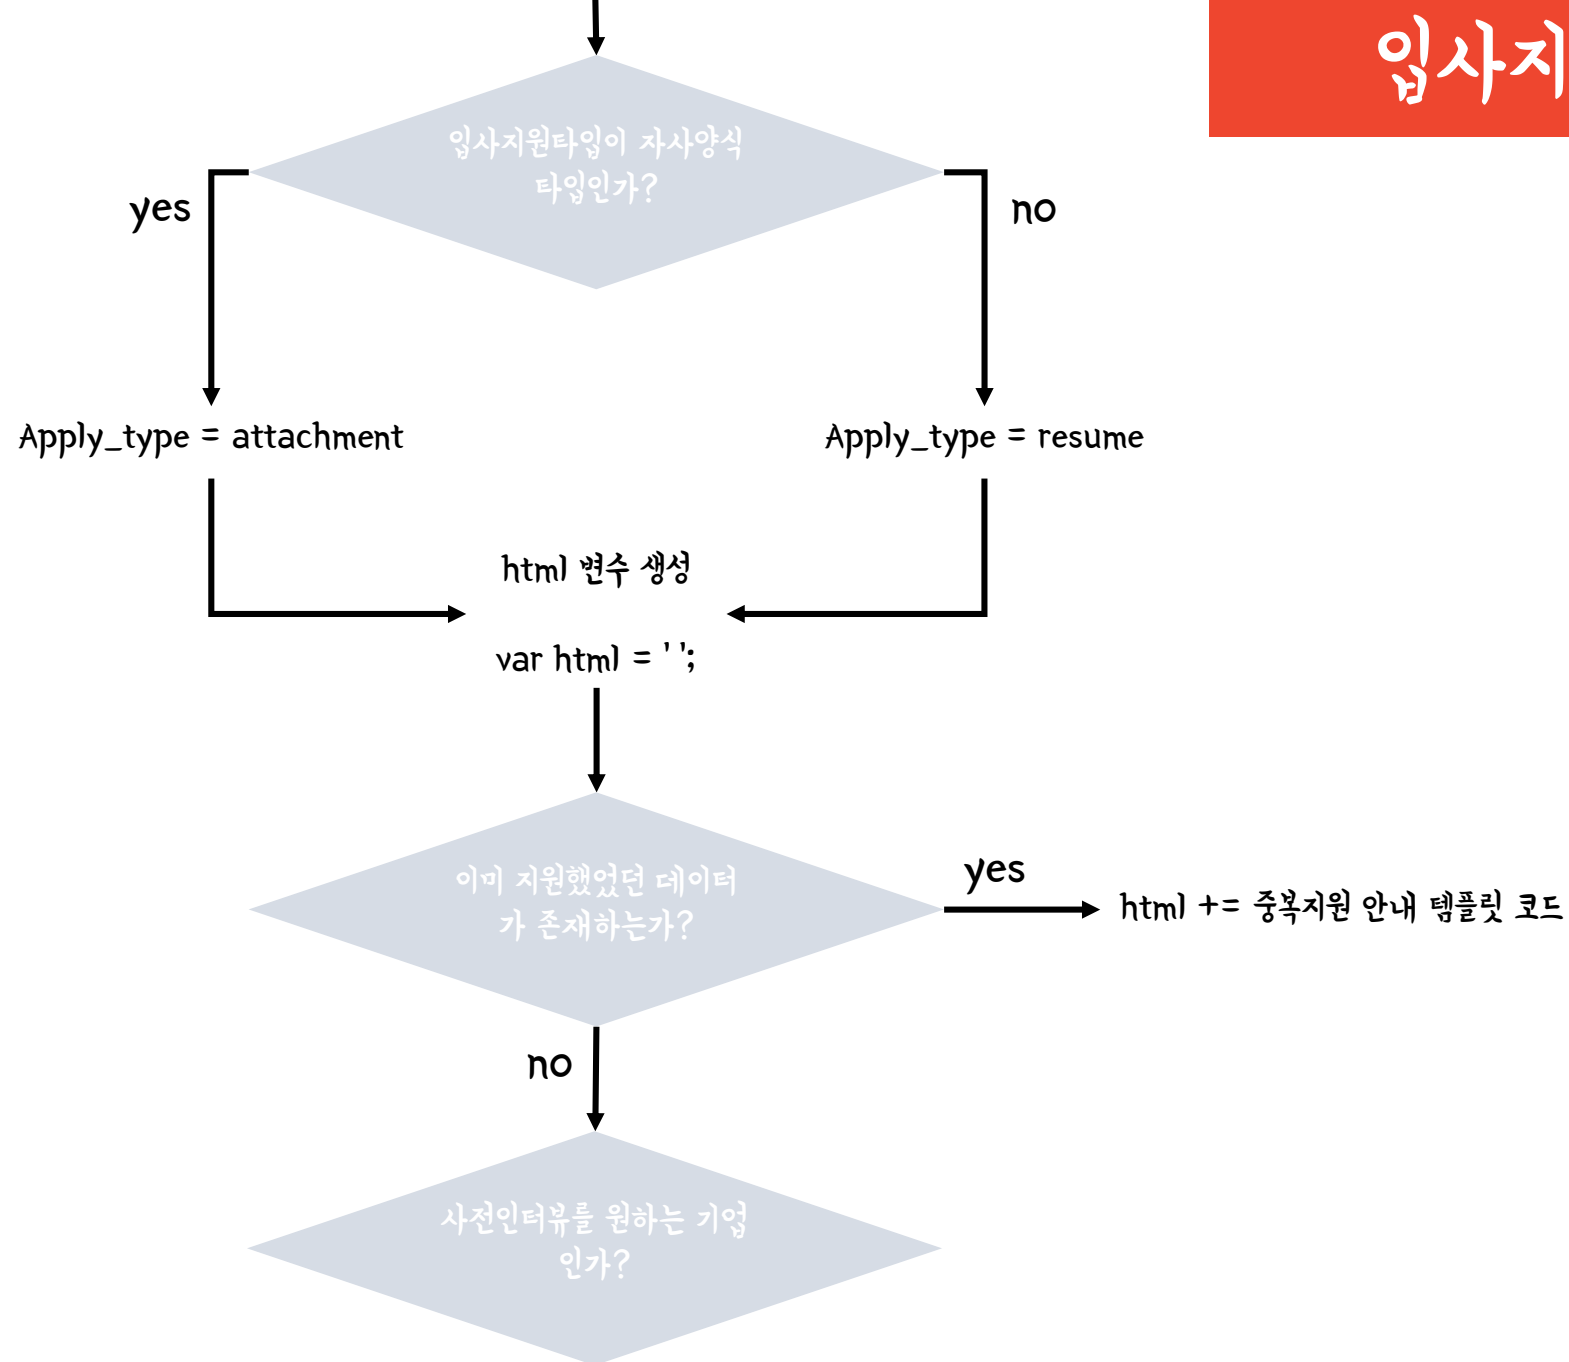 입사지
입사지원타입이 자사양식
타입인가?
yes
no
Apply_type = attachment
Apply_type = resume
html 변수 생성
var html = ' ';
이미 지원했었던 데이터
가 존재하는가?
yes
html += 중복지원 안내 템플릿 코드
no
사전인터뷰를 원하는 기업
인가?